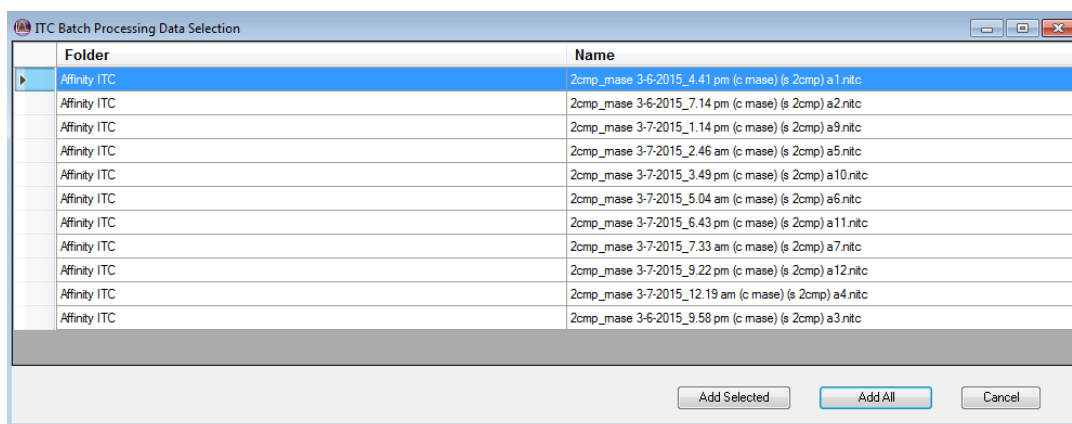 ITC Batch Processing Data Selection
Folder Name
Affinity ITC 2cmp_mase 3-6-2015_4.41 pm (c mase) (s 2cmp) a1.nitc
Affinity ITC 2cmp_mase 3-6-2015_7.14 pm (c mase) (s 2cmp) a2.nitc
Affinity ITC 2cmp_mase 3-7-2015_1.14 pm (c mase) (s 2cmp) a9.nitc
Affinity ITC 2cmp_mase 3-7-2015_2.46 am (c mase) (s 2cmp) a5.nitc
Affinity ITC 2cmp_mase 3-7-2015_3.49 pm (c mase) (s 2cmp) a10.nitc
Affinity ITC 2cmp_mase 3-7-2015_5.04 am (c mase) (s 2cmp) a6.nitc
Affinity ITC 2cmp_mase 3-7-2015_6.43 pm (c mase) (s 2cmp) a11.nitc
Affinity ITC 2cmp_mase 3-7-2015_7.33 am (c mase) (s 2cmp) a7.nitc
Affinity ITC 2cmp_mase 3-7-2015_9.22 pm (c mase) (s 2cmp) a12.nitc
Affinity ITC 2cmp_mase 3-7-2015_12.19 am (c mase) (s 2cmp) a4.nitc
Affinity ITC 2cmp_mase 3-6-2015_9.58 pm (c mase) (s 2cmp) a3.nitc
Add Selected Add All Cancel